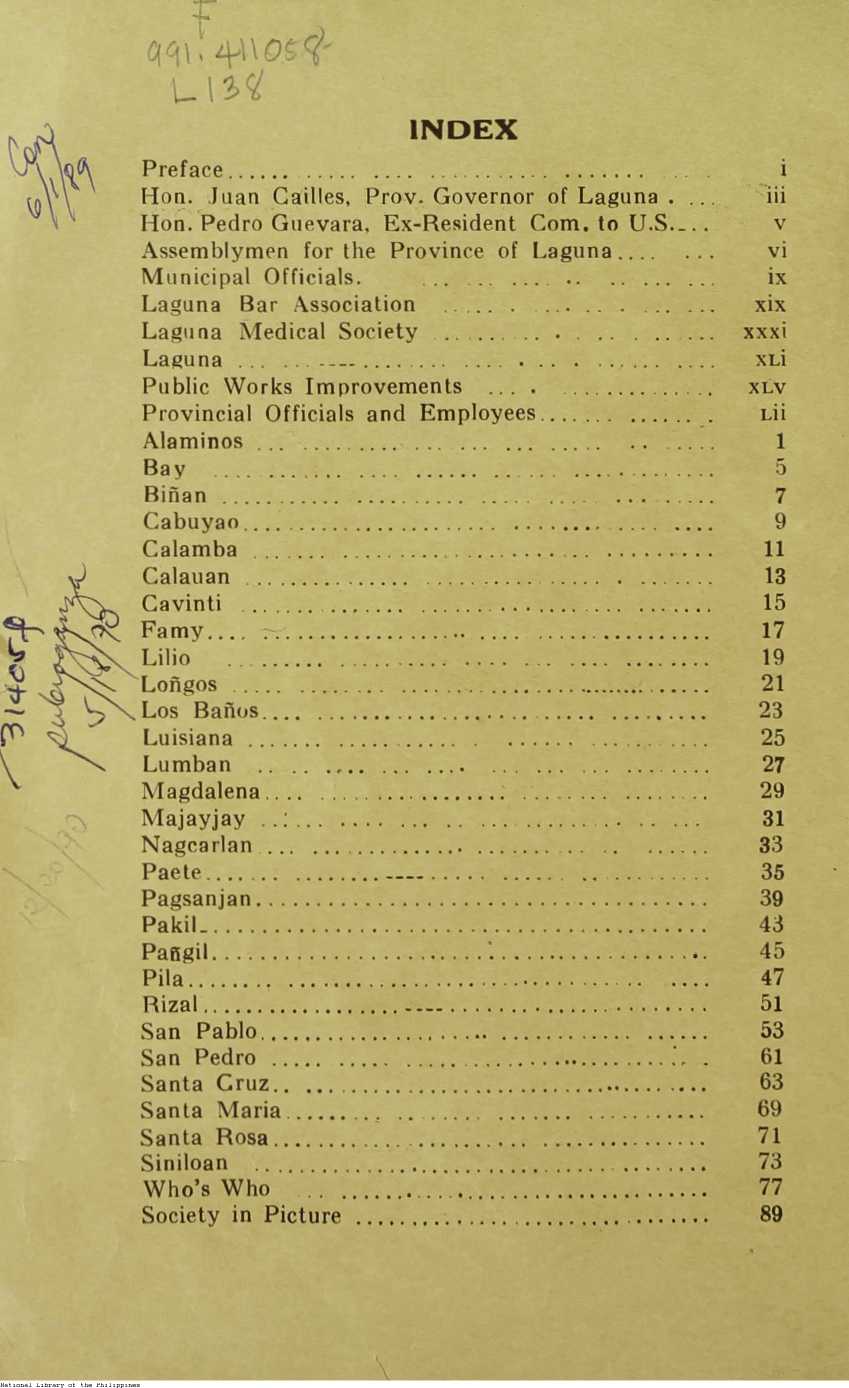 F
991.411058
L138
INDEX
Preface i
Hon. Juan Cailles, Prov. Governor of Laguna iii
Hon. Pedro Guevara, Ex-Resident Com. to U.S. v
Assemblymen for the Province of Laguna vi
Municipal Officials. ix
Laguna Bar Association xix
Laguna Medical Society xxxi
Laguna xLi
Public Works Improvements xLv
Provincial Officials and Employees Lii
Alaminos 1
Bay 5
Biñan 7
Cabuyao 9
Calamba 11
Calauan 13
Cavinti 15
Famy 17
Lilio 19
Loñgos 21
Los Baños 23
Luisiana 25
Lumban 27
Magdalena 29
Majayjay 31
Nagcarlan 33
Paete 35
Pagsanjan 39
Pakil 43
Pañgil 45
Pila 47
Rizal 51
San Pablo 53
San Pedro 61
Santa Cruz 63
Santa Maria 69
Santa Rosa 71
Siniloan 73
Who's Who 77
Society in Picture 89
National Library of the Philippines